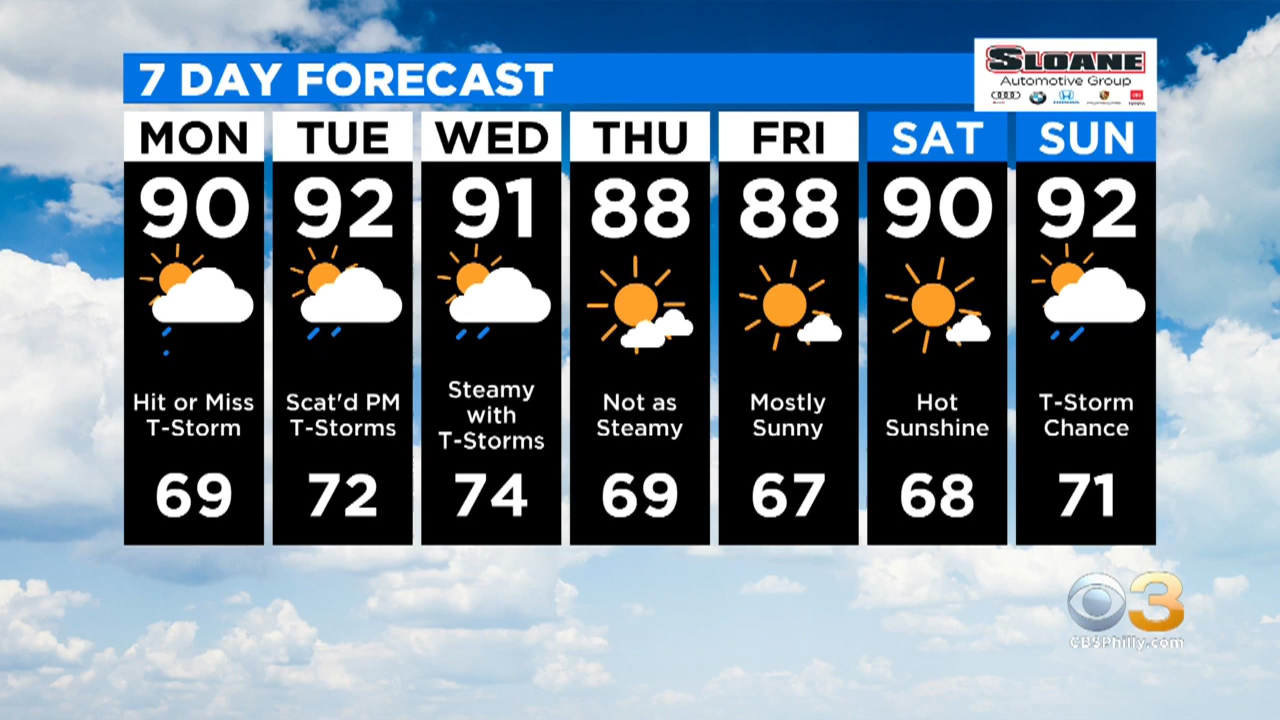 7 DAY FORECAST
SLOANE
Automotive Group
MON
TUE
WED
THU
FRI
SAT
SUN
90
92
91
88
88
90
92
Hit or Miss
T-Storm
Scat'd PM
T-Storms
Steamy
with
T-Storms
Not as
Steamy
Mostly
Sunny
Hot
Sunshine
T-Storm
Chance
69
72
74
69
67
68
71
3
CBSPhilly.com